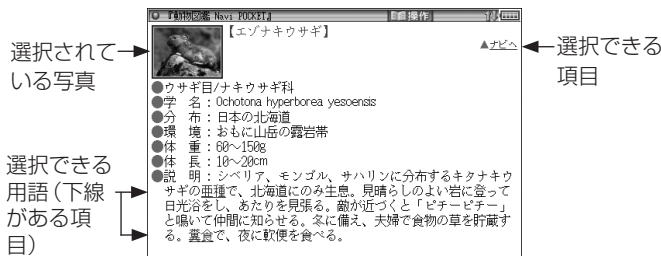 『動物図鑑 Navi POCKET』 操作
【エゾナキウサギ】
▲ナビへ
●ウサギ目/ナキウサギ科
●学 名:Ochotona hyperborea yesoensis
●分 布:日本の北海道
●環 境:おもに山岳の露岩帯
●体 重:60～150g
●体 長:10～20cm
●説 明:シベリア、モンゴル、サハリンに分布するキタナキウ
サギの亜種で、北海道にのみ生息。見晴らしのよい岩に登って
日光浴をし、あたりを見張る。敵が近づくと「ピチーピチー」
と鳴いて仲間に知らせる。冬に備え、夫婦で食物の草を貯蔵す
る。糞食で、夜に軟便を食べる。
選択されて
いる写真
選択できる
項目
選択できる
用語(下線
がある項
目)